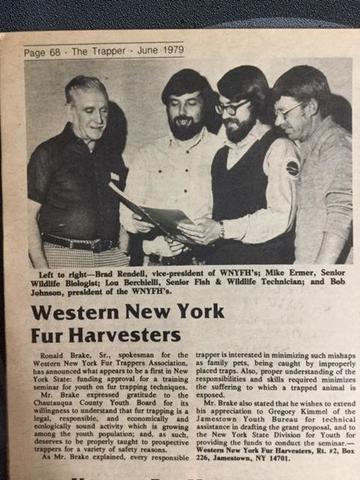 Page 68 - The Trapper - June 1979
Left to right—Brad Rendell, vice-president of WNYFH's; Mike Ermer, Senior
Wildlife Biologist; Lou Berchielli, Senior Fish & Wildlife Technician; and Bob
Johnson, president of the WNYFH's.
Western New York
Fur Harvesters
Ronald Brake, Sr., spokesman for the
Western New York Fur Trappers Association,
has announced what appears to be a first in New
York State: funding approval for a training
seminar for youth on fur trapping techniques.
Mr. Brake expressed gratitude to the
Chautauqua County Youth Board for its
willingness to understand that fur trapping is a
legal, responsible, and economically and
ecologically sound activity which is growing
among the youth population; and, as such,
deserves to be properly taught to prospective
trappers for a variety of safety reasons.
As Mr. Brake explained, every responsible
trapper is interested in minimizing such mishaps
as family pets, being caught by improperly
placed traps. Also, proper understanding of the
responsibilities and skills required minimizes
the suffering to which a trapped animal is
exposed.
Mr. Brake also stated that he wishes to extend
his appreciation to Gregory Kimmel of the
Jamestown Youth Bureau for technical
assistance in drafting the grant proposal, and to
the New York State Division for Youth for
providing the funds to conduct the seminar.—
Western New York Fur Harvesters, Rt. #2, Box
226, Jamestown, NY 14701.